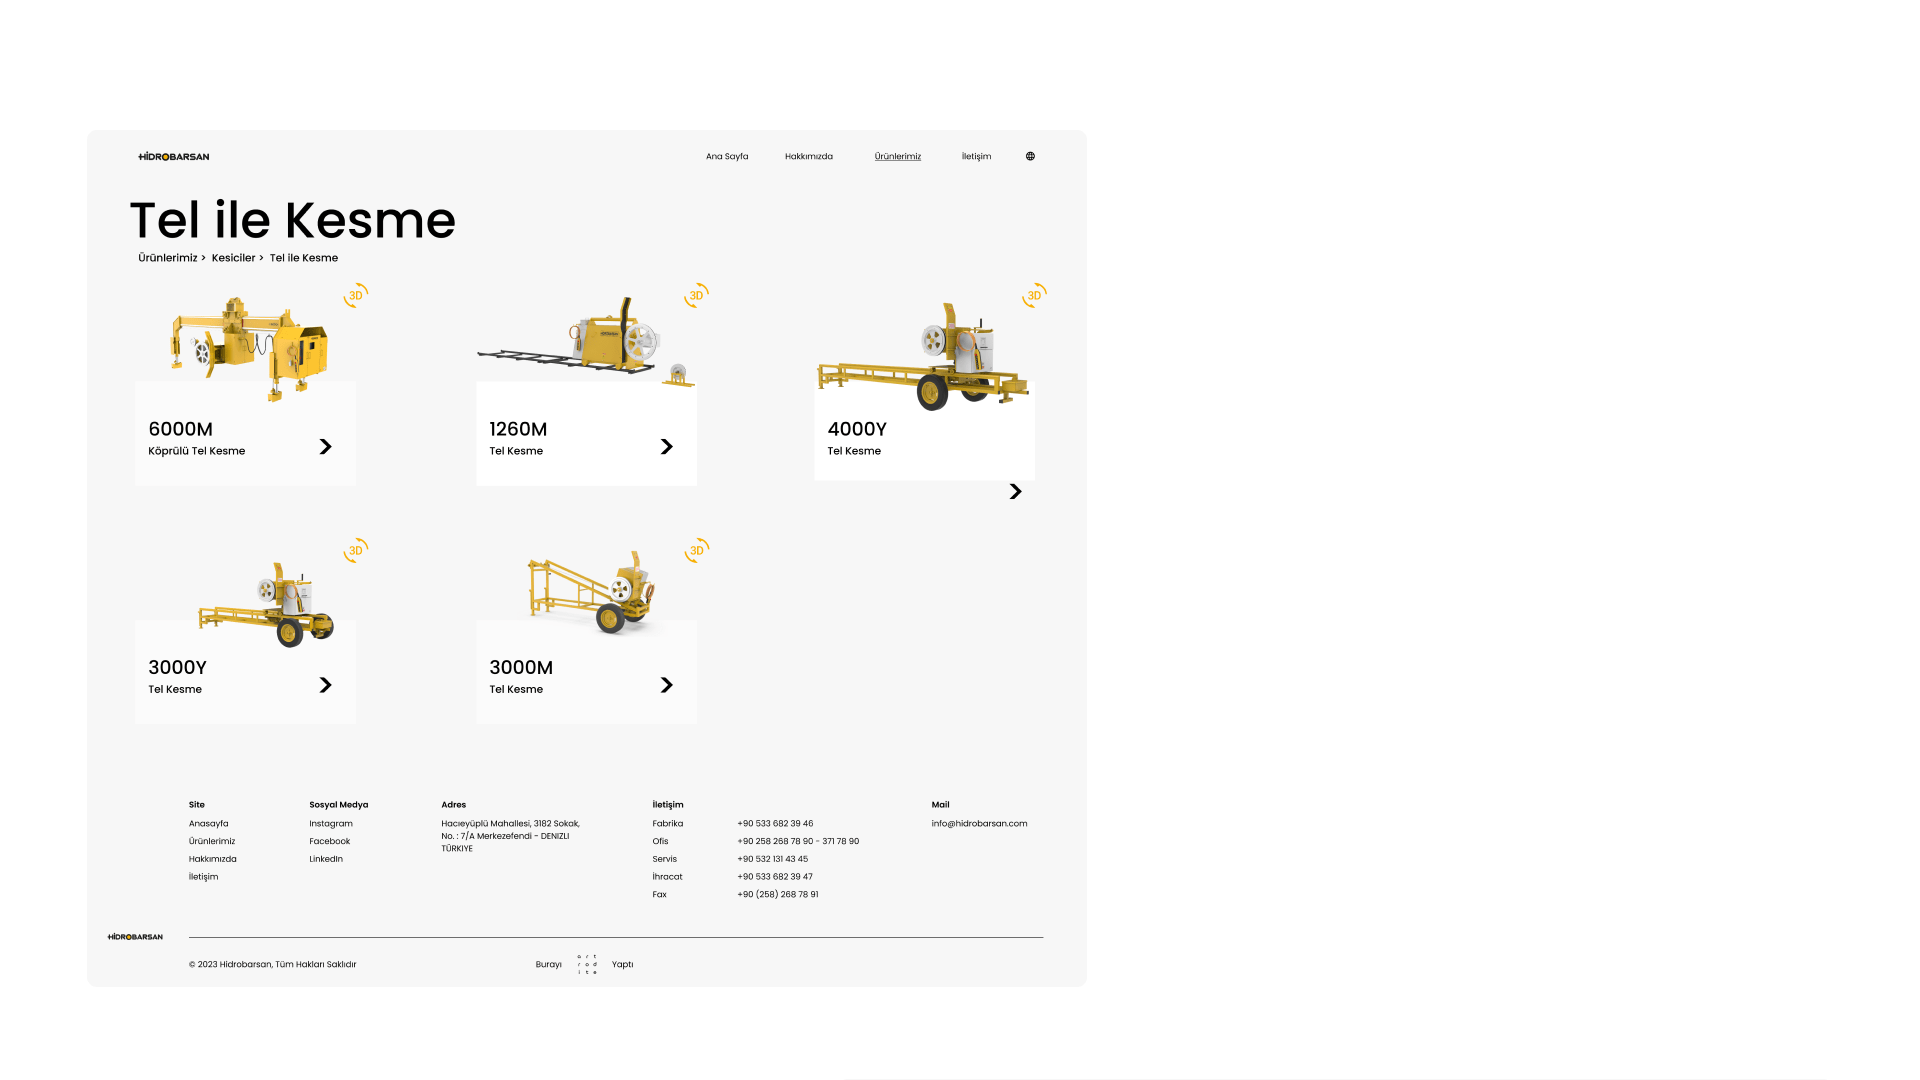 HİDROBARSAN
Ana Sayfa
Hakkımızda
Ürünlerimiz
İletişim
Tel ile Kesme
Ürünlerimiz > Kesiciler > Tel ile Kesme
3D
3D
3D
6000M
Köprülü Tel Kesme
1260M
Tel Kesme
4000Y
Tel Kesme
3D
3D
3000Y
Tel Kesme
3000M
Tel Kesme
Site
Anasayfa
Ürünlerimiz
Hakkımızda
İletişim
Sosyal Medya
Instagram
Facebook
LinkedIn
Adres
Hacıeyüplü Mahallesi, 3182 Sokak,
No. : 7/A Merkezefendi - DENIZLI
TÜRKIYE
İletişim
Fabrika +90 533 682 39 46
Ofis +90 258 268 78 90 - 371 78 90
Servis +90 532 131 43 45
İhracat +90 533 682 39 47
Fax +90 (258) 268 78 91
Mail
info@hidrobarsan.com
HİDROBARSAN
© 2023 Hidrobarsan, Tüm Hakları Saklıdır
Burayı
a r t
r o d
i t e
Yaptı